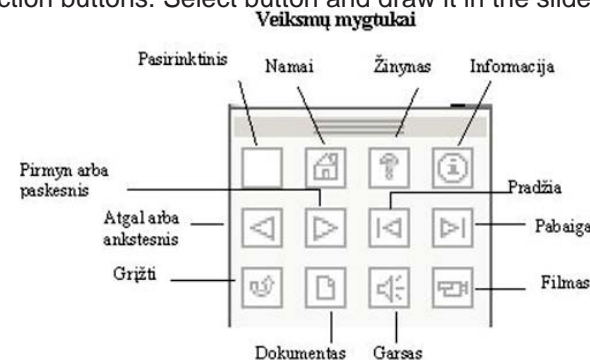 ction buttons. Select button and draw it in the slide
Veiksmų mygtukai
Pasirinktinis
Namai
Žinynas
Informacija
Pirmyn arba
paskesnis
Pradžia
Atgal arba
ankstesnis
Pabaiga
Grįžti
Filmas
Dokumentas
Garsas